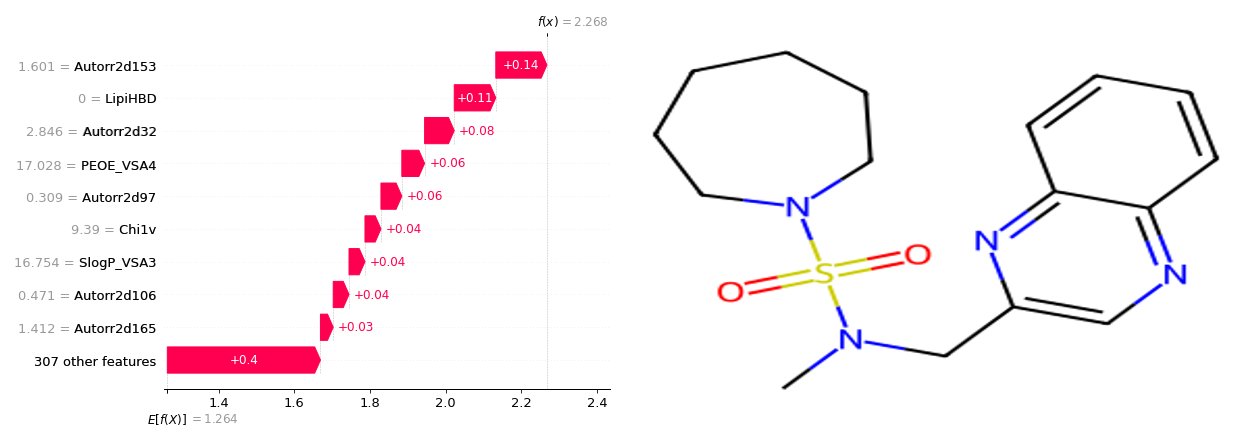 f(x) = 2.268
1.601 = Autorr2d153
+0.14
0 = LipiHBD
+0.11
2.846 = Autorr2d32
+0.08
17.028 = PEOE_VSA4
+0.06
0.309 = Autorr2d97
+0.06
9.39 = Chi1v
+0.04
16.754 = SlogP_VSA3
+0.04
0.471 = Autorr2d106
+0.04
1.412 = Autorr2d165
+0.03
307 other features
+0.4
1.4 1.6 1.8 2.0 2.2 2.4
E[f(X)] = 1.264
N
N
O
S
N
O
N